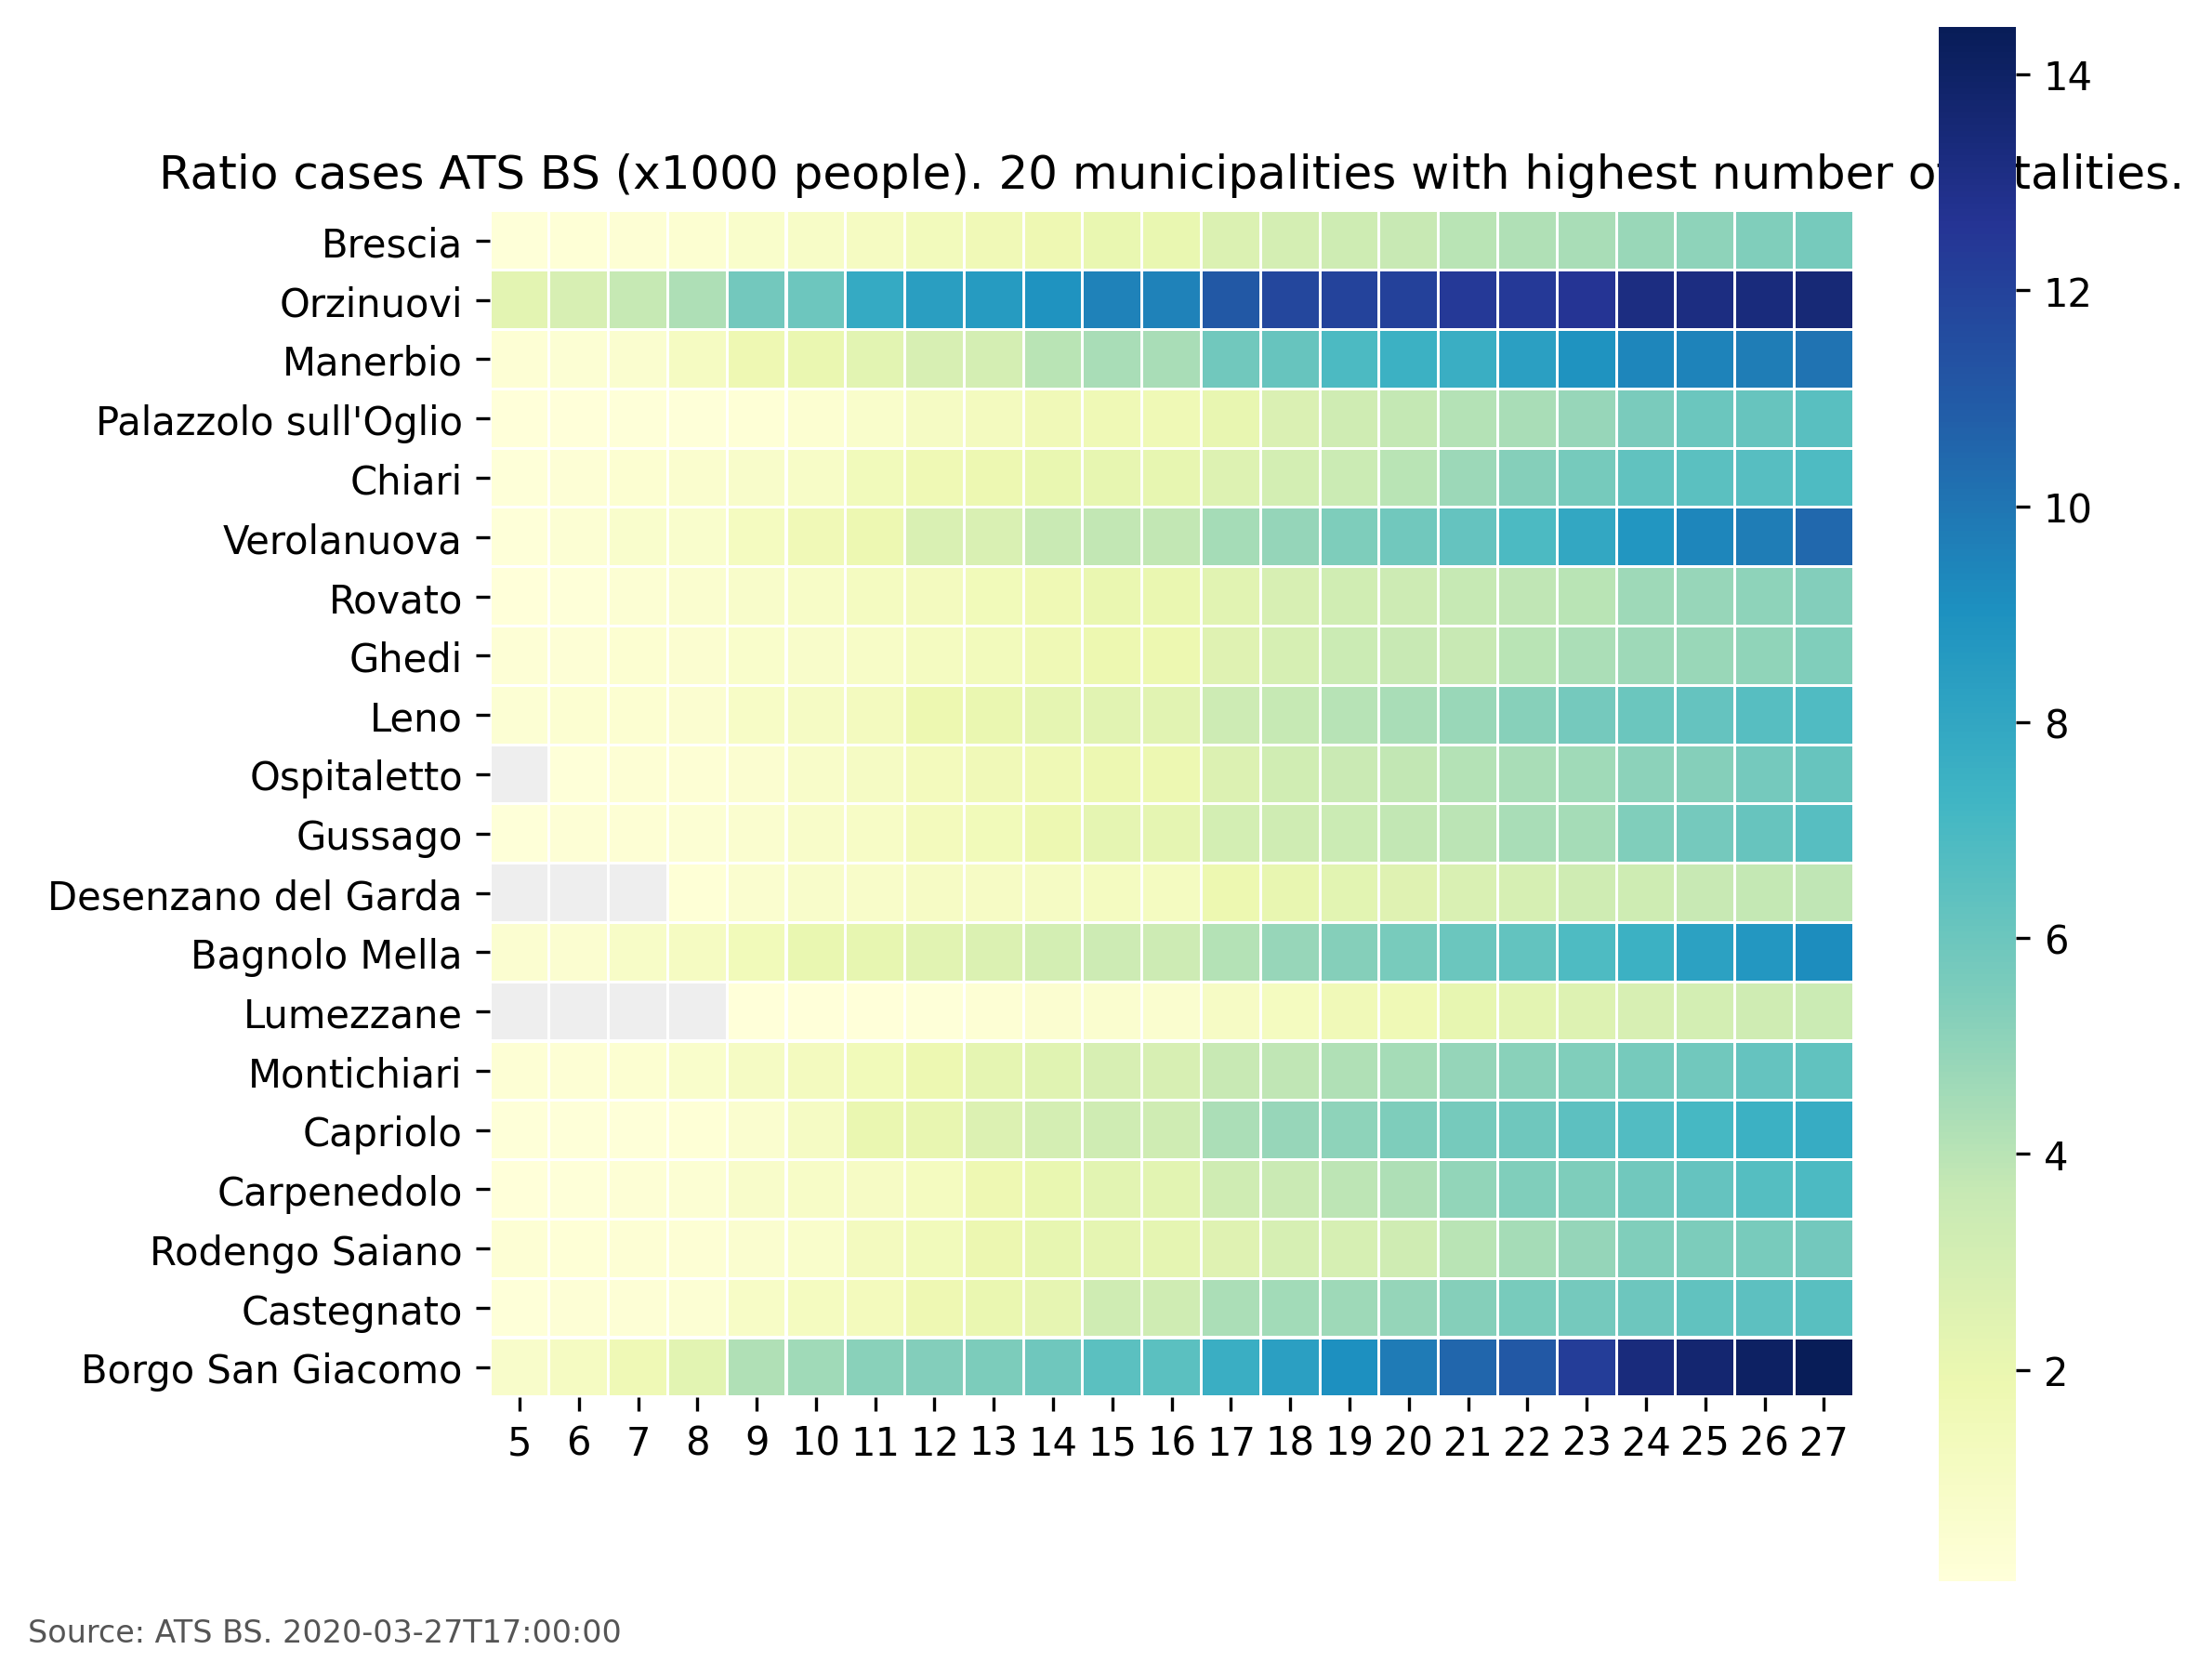 Ratio cases ATS BS (x1000 people). 20 municipalities with highest number of talities.
Brescia
Orzinuovi
Manerbio
Palazzolo sull'Oglio
Chiari
Verolanuova
Rovato
Ghedi
Leno
Ospitaletto
Gussago
Desenzano del Garda
Bagnolo Mella
Lumezzane
Montichiari
Capriolo
Carpenedolo
Rodengo Saiano
Castegnato
Borgo San Giacomo
5 6 7 8 9 10 11 12 13 14 15 16 17 18 19 20 21 22 23 24 25 26 27
14
12
10
8
6
4
2
Source: ATS BS. 2020-03-27T17:00:00